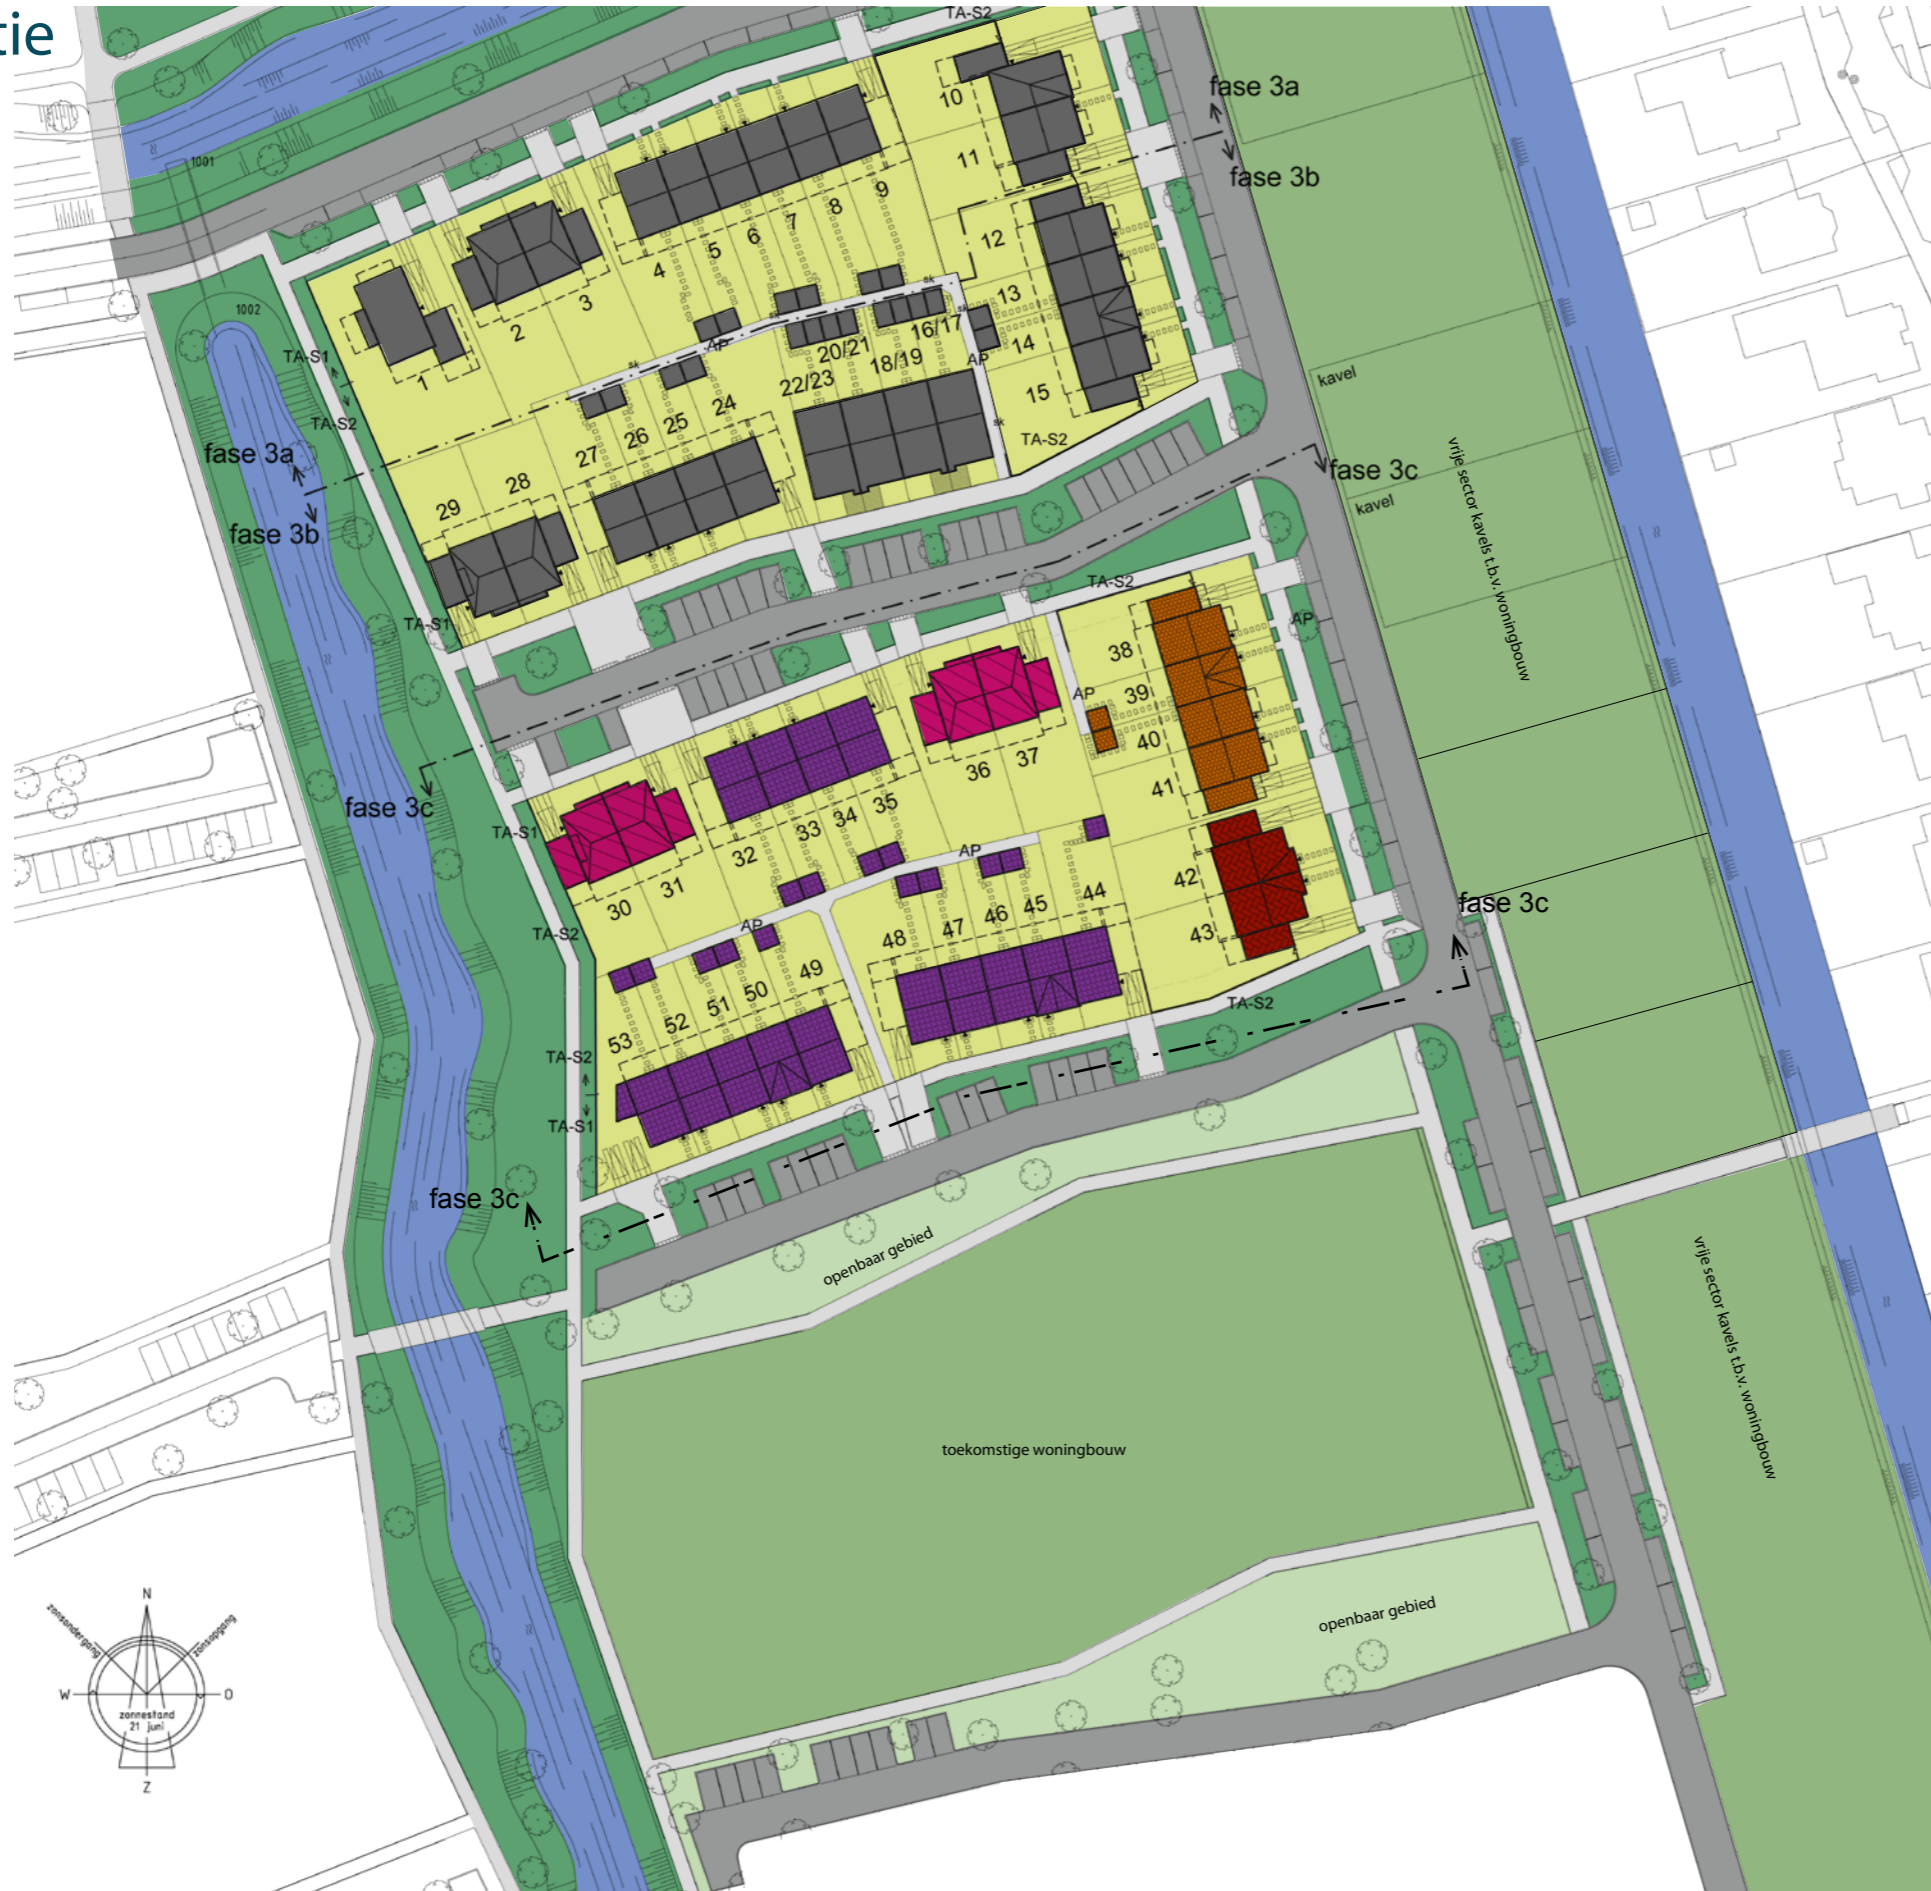 tie
TA-S2
fase 3a
fase 3b
1001
1002
10
11
12
13
14
15
9
8
7
6
5
4
3
2
1
sk
sk
sk
sk
sk
AP
AP
16/17
18/19
20/21
22/23
24
25
26
27
28
29
TA-S1
TA-S2
TA-S2
fase 3a
fase 3b
TA-S1
fase 3c
kavel
kavel
vrije sector kavels t.b.v. woningbouw
TA-S2
AP
AP
38
39
40
41
42
43
36
37
35
34
33
32
31
30
fase 3c
TA-S1
TA-S2
AP
AP
44
45
46
47
48
49
50
51
52
53
fase 3c
TA-S2
TA-S2
TA-S1
fase 3c
openbaar gebied
vrije sector kavels t.b.v. woningbouw
toekomstige woningbouw
openbaar gebied
N
zonsondergang
zonsopgang
W
O
zonnestand
21 juni
Z